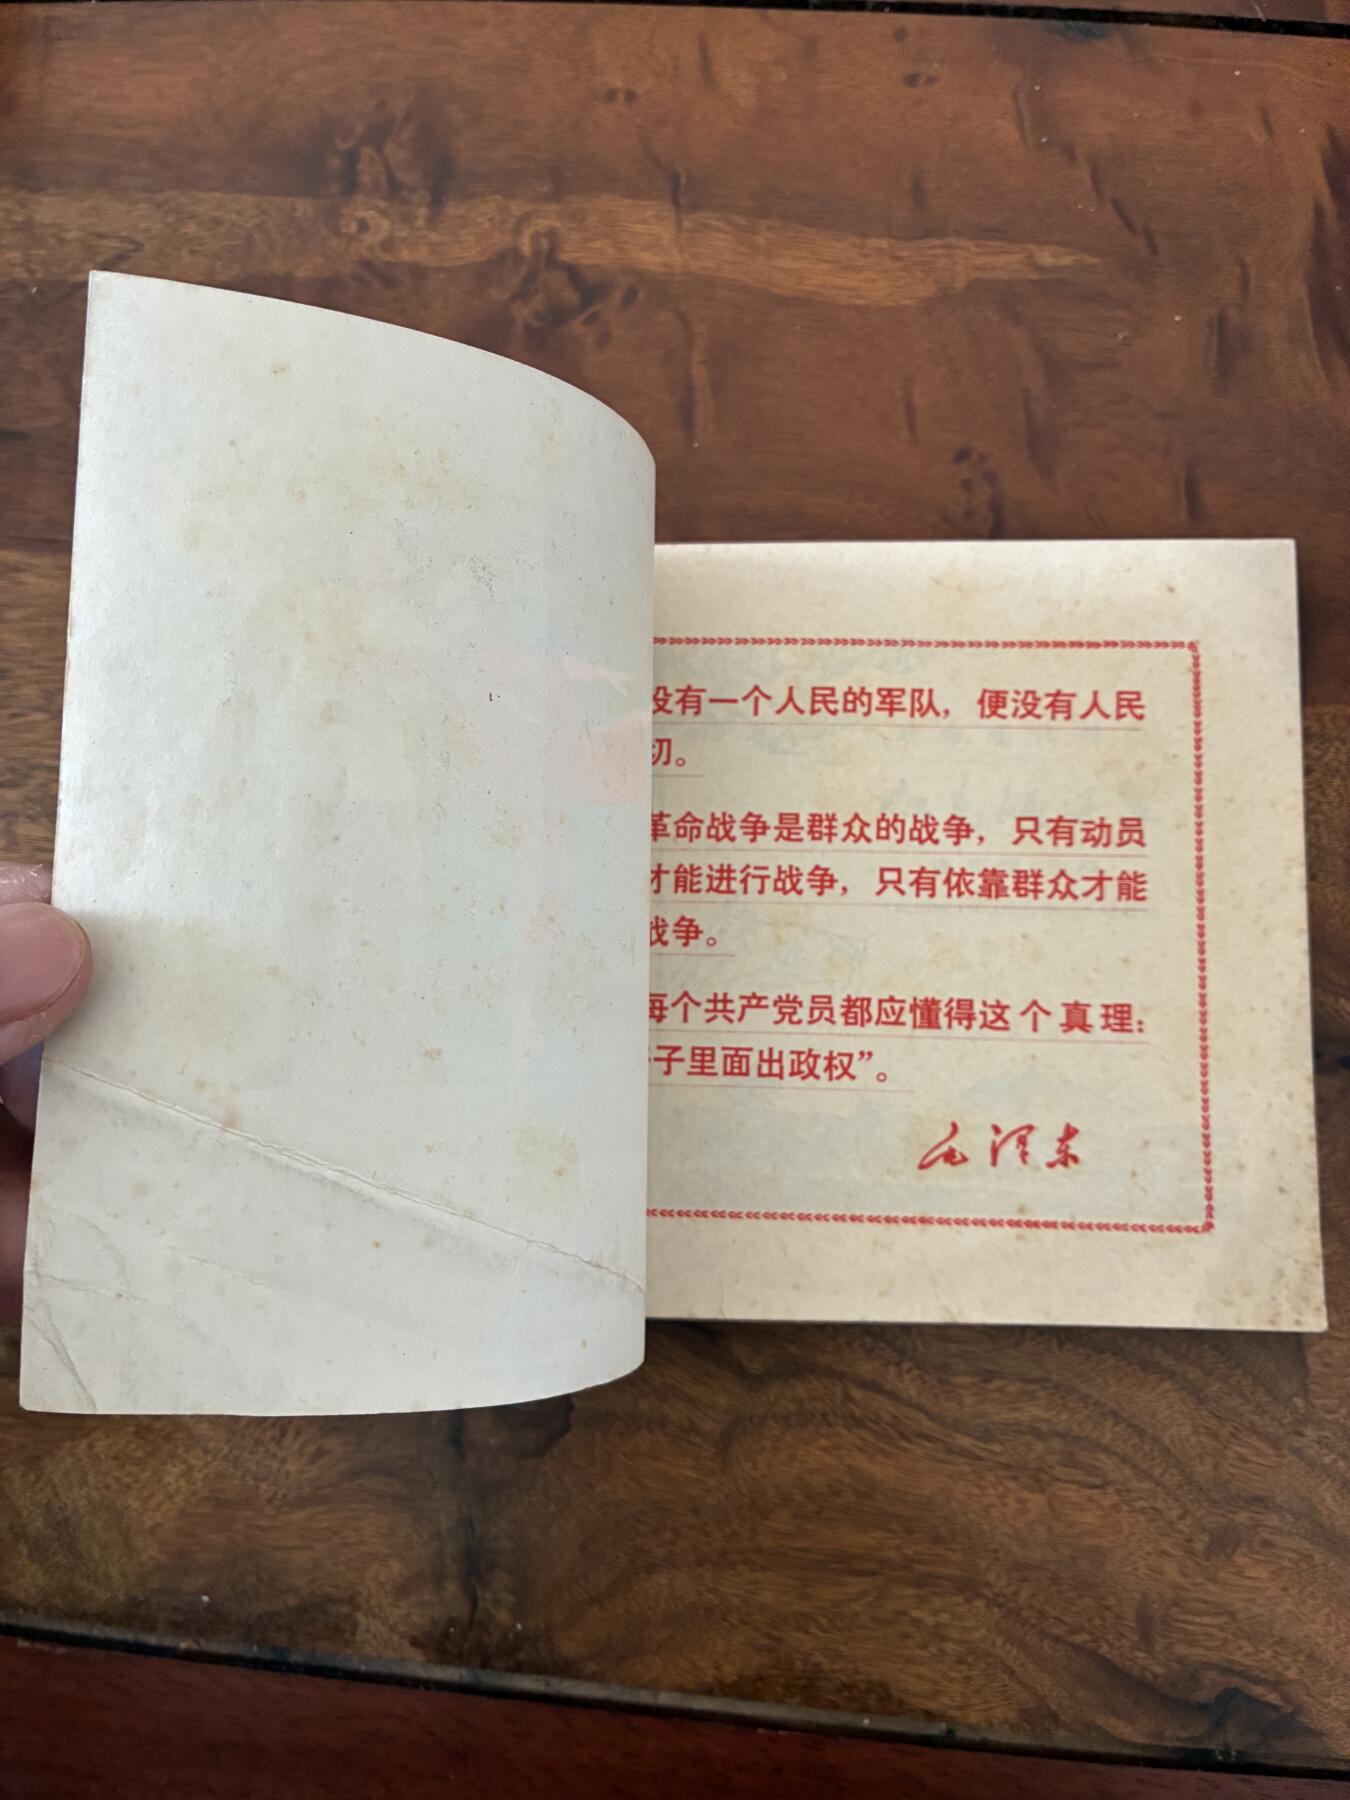 没有一个人民的军队，便没有人民
切。
革命战争是群众的战争，只有动员
才能进行战争，只有依靠群众才能
战争。
每个共产党员都应懂得这个真理：
子里面出政权”。
毛泽东